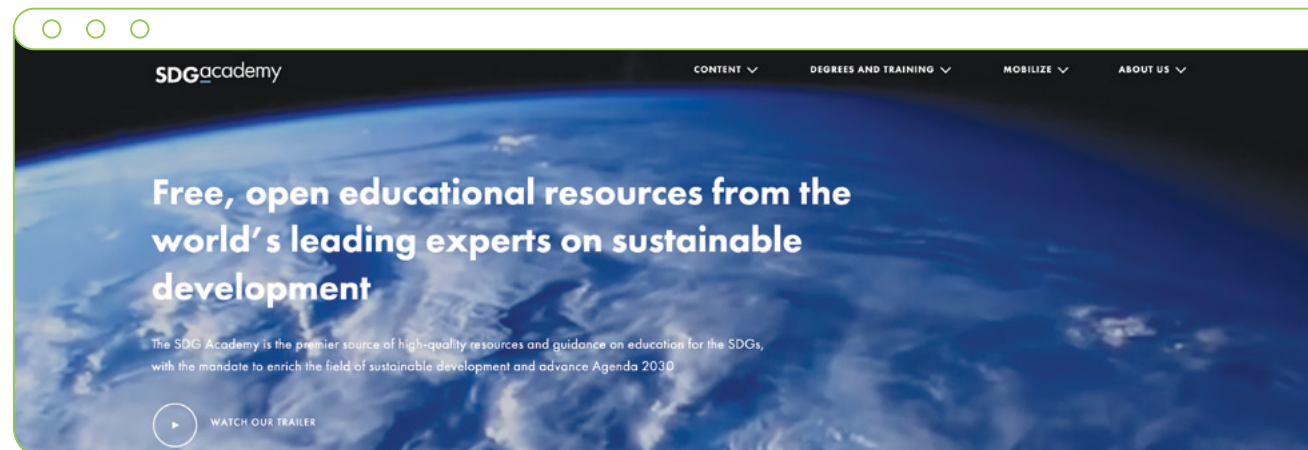 SDGacademy
CONTENT
DEGREES AND TRAINING
MOBILIZE
ABOUT US
Free, open educational resources from the
world's leading experts on sustainable
development
The SDG Academy is the premier source of high-quality resources and guidance on education for the SDGs,
with the mandate to enrich the field of sustainable development and advance Agenda 2030
WATCH OUR TRAILER